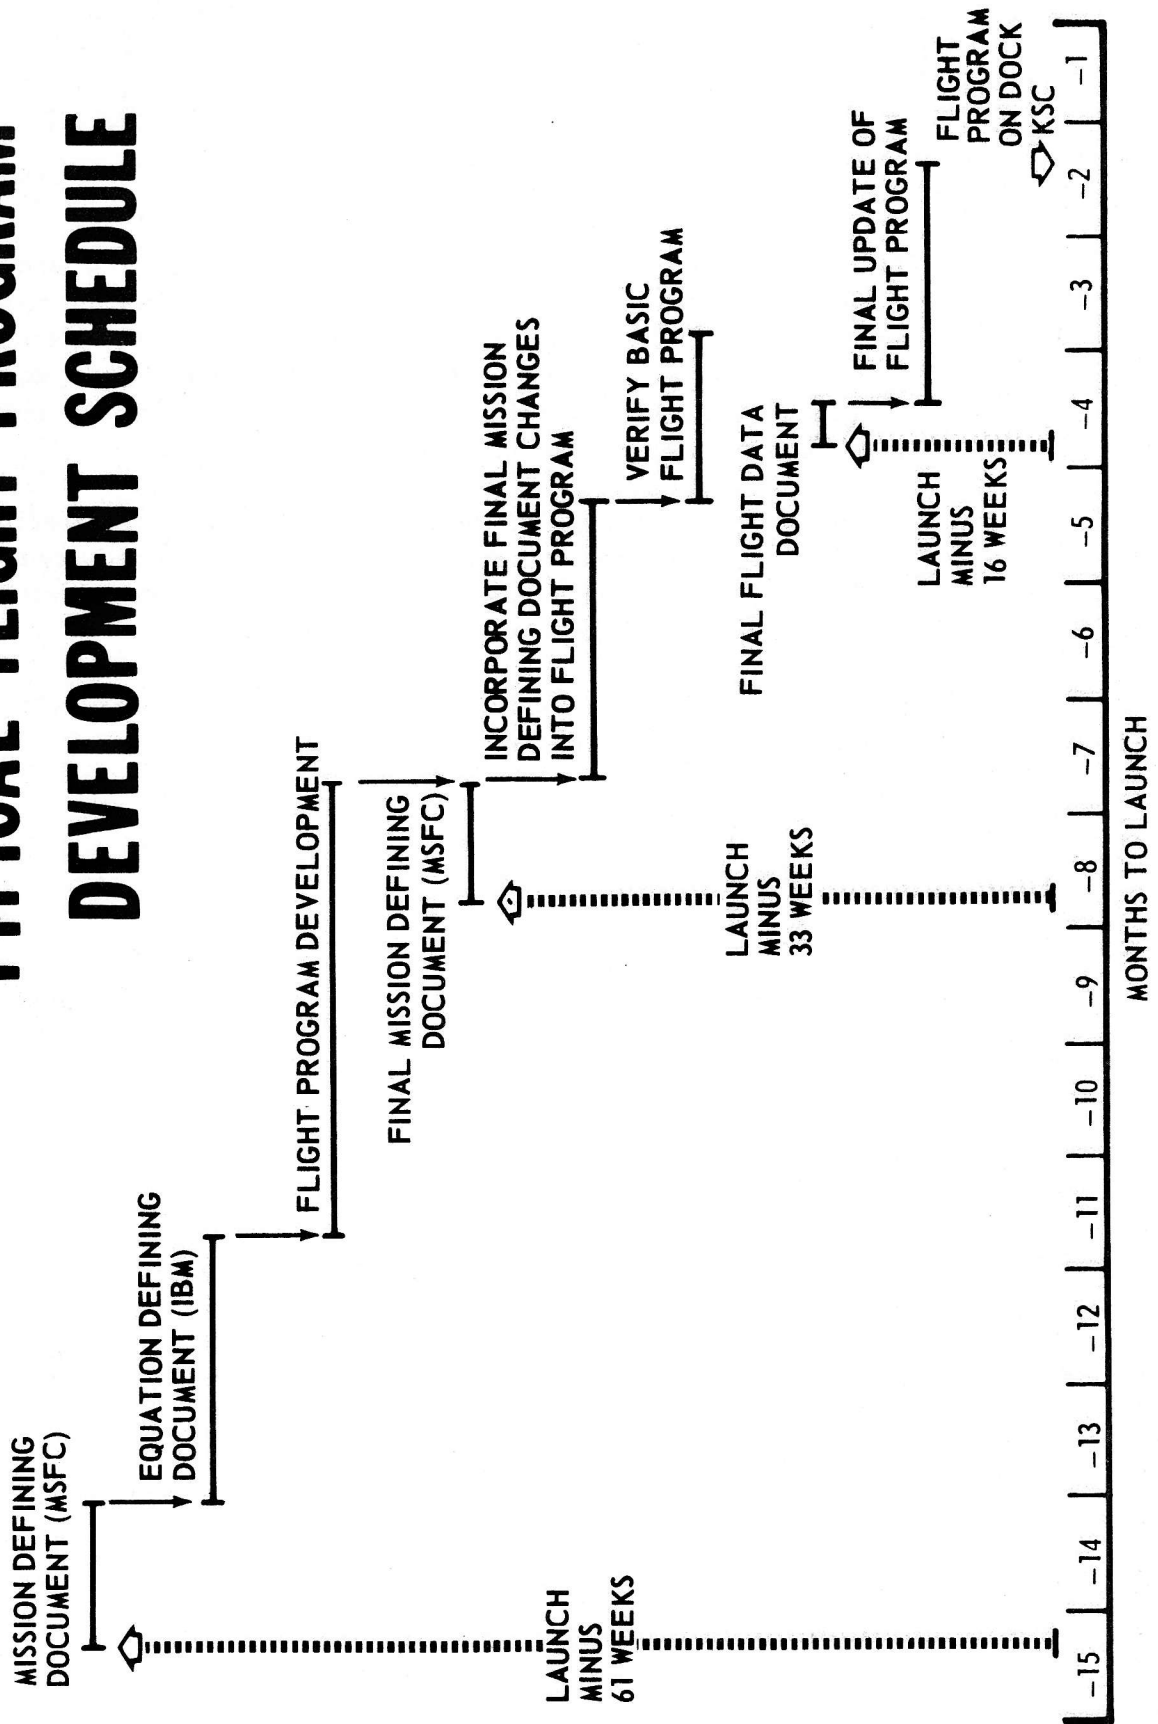 DEVELOPMENT SCHEDULE
MISSION DEFINING
DOCUMENT (MSFC)
EQUATION DEFINING
DOCUMENT (IBM)
FLIGHT PROGRAM DEVELOPMENT
FINAL MISSION DEFINING
DOCUMENT (MSFC)
INCORPORATE FINAL MISSION
DEFINING DOCUMENT CHANGES
INTO FLIGHT PROGRAM
VERIFY BASIC
FLIGHT PROGRAM
FINAL FLIGHT DATA
DOCUMENT
FINAL UPDATE OF
FLIGHT PROGRAM
FLIGHT
PROGRAM
ON DOCK
KSC
LAUNCH
MINUS
61 WEEKS
LAUNCH
MINUS
33 WEEKS
LAUNCH
MINUS
16 WEEKS
-15 -14 -13 -12 -11 -10 -9 -8 -7 -6 -5 -4 -3 -2 -1
MONTHS TO LAUNCH